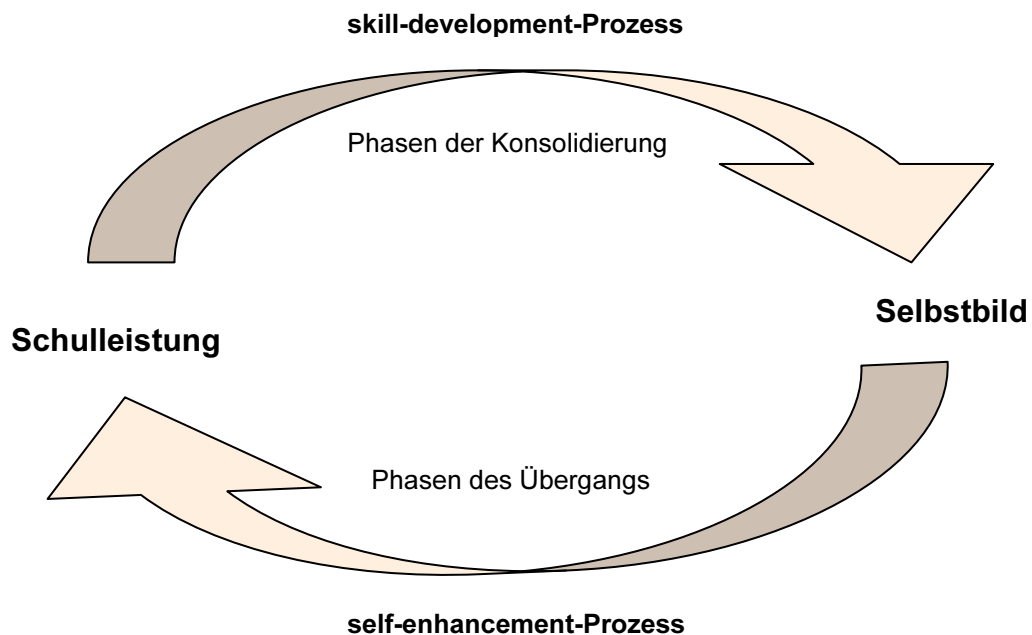 skill-development-Prozess
Phasen der Konsolidierung
Selbstbild
Schulleistung
Phasen des Übergangs
self-enhancement-Prozess